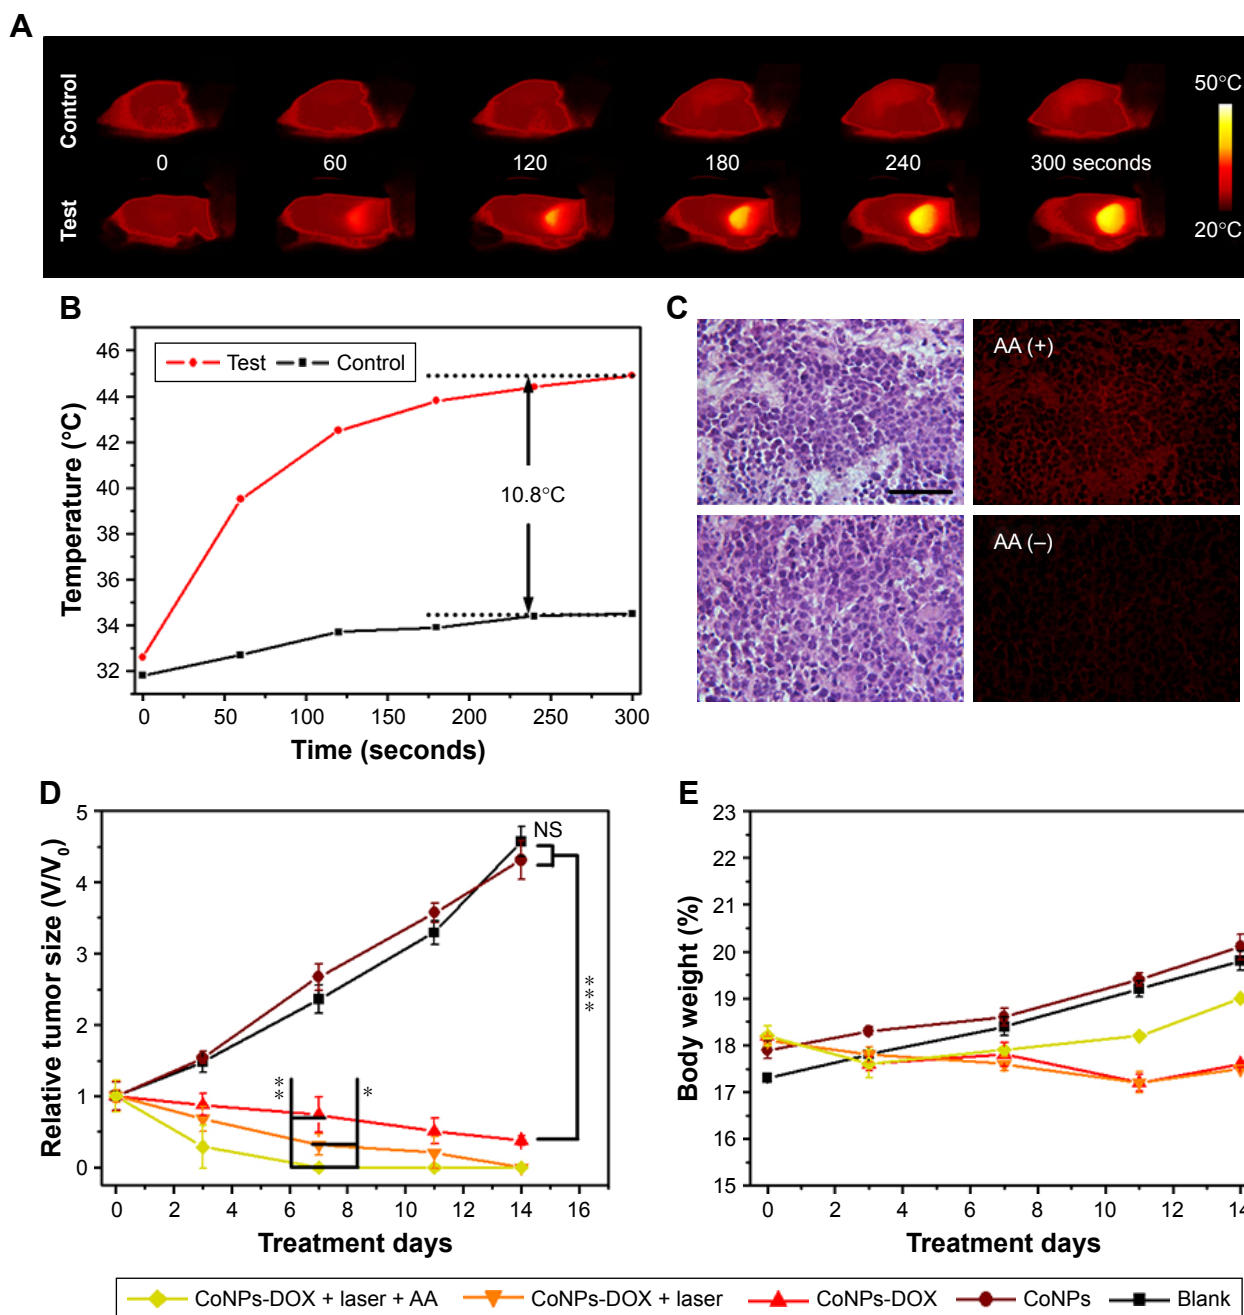 A
Control
50°C
0 60 120 180 240 300 seconds
Test
20°C
B
Test Control
46
44
42
40
38
36
34
32
10.8°C
Temperature (°C)
0 50 100 150 200 250 300
Time (seconds)
C
AA (+)
AA (–)
D
5
4
3
2
1
0
NS
***
**
*
Relative tumor size (V/V0)
0 2 4 6 8 10 12 14 16
Treatment days
E
23
22
21
20
19
18
17
16
15
Body weight (%)
0 2 4 6 8 10 12 14
Treatment days
CoNPs-DOX + laser + AA CoNPs-DOX + laser CoNPs-DOX CoNPs Blank